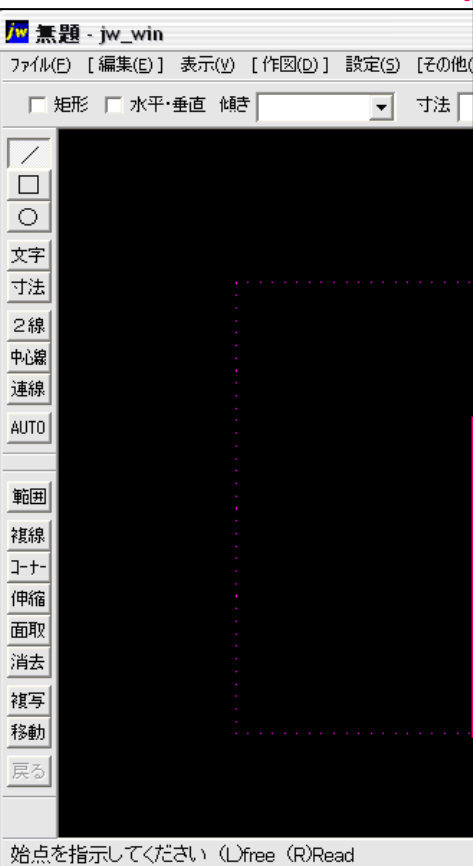 jw 無題 - jw_win
ファイル(F) [編集(E)] 表示(V) [作図(D)] 設定(S) [その他(
矩形 水平・垂直 傾き 寸法
／
□
○
文字
寸法
２線
中心線
連線
AUTO
範囲
複線
コーナー
伸縮
面取
消去
複写
移動
戻る
始点を指示してください (L)free (R)Read